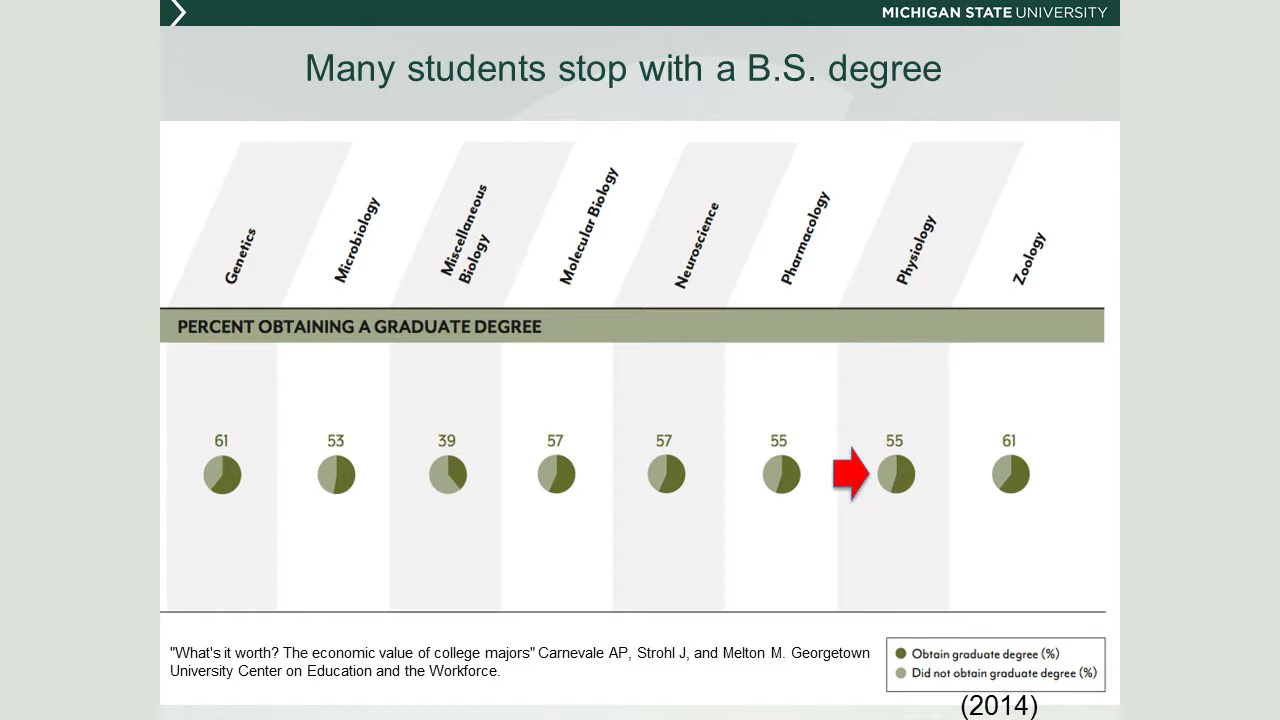 MICHIGAN STATE UNIVERSITY
Many students stop with a B.S. degree
Genetics
Microbiology
Miscellaneous
Biology
Molecular Biology
Neuroscience
Pharmacology
Physiology
Zoology
PERCENT OBTAINING A GRADUATE DEGREE
61 53 39 57 57 55 55 61
"What's it worth? The economic value of college majors" Carnevale AP, Strohl J, and Melton M. Georgetown
University Center on Education and the Workforce.
Obtain graduate degree (%)
Did not obtain graduate degree (%)
(2014)